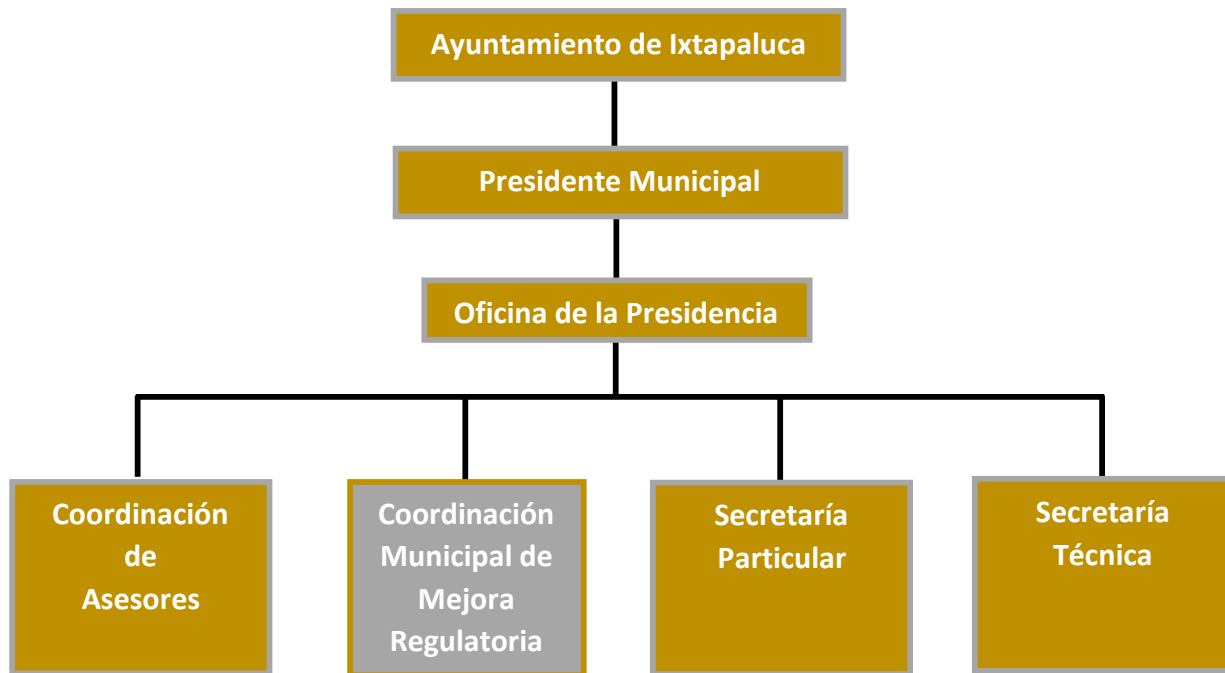 Ayuntamiento de Ixtapaluca
Presidente Municipal
Oficina de la Presidencia
Coordinación
de
Asesores
Coordinación
Municipal de
Mejora
Regulatoria
Secretaría
Particular
Secretaría
Técnica